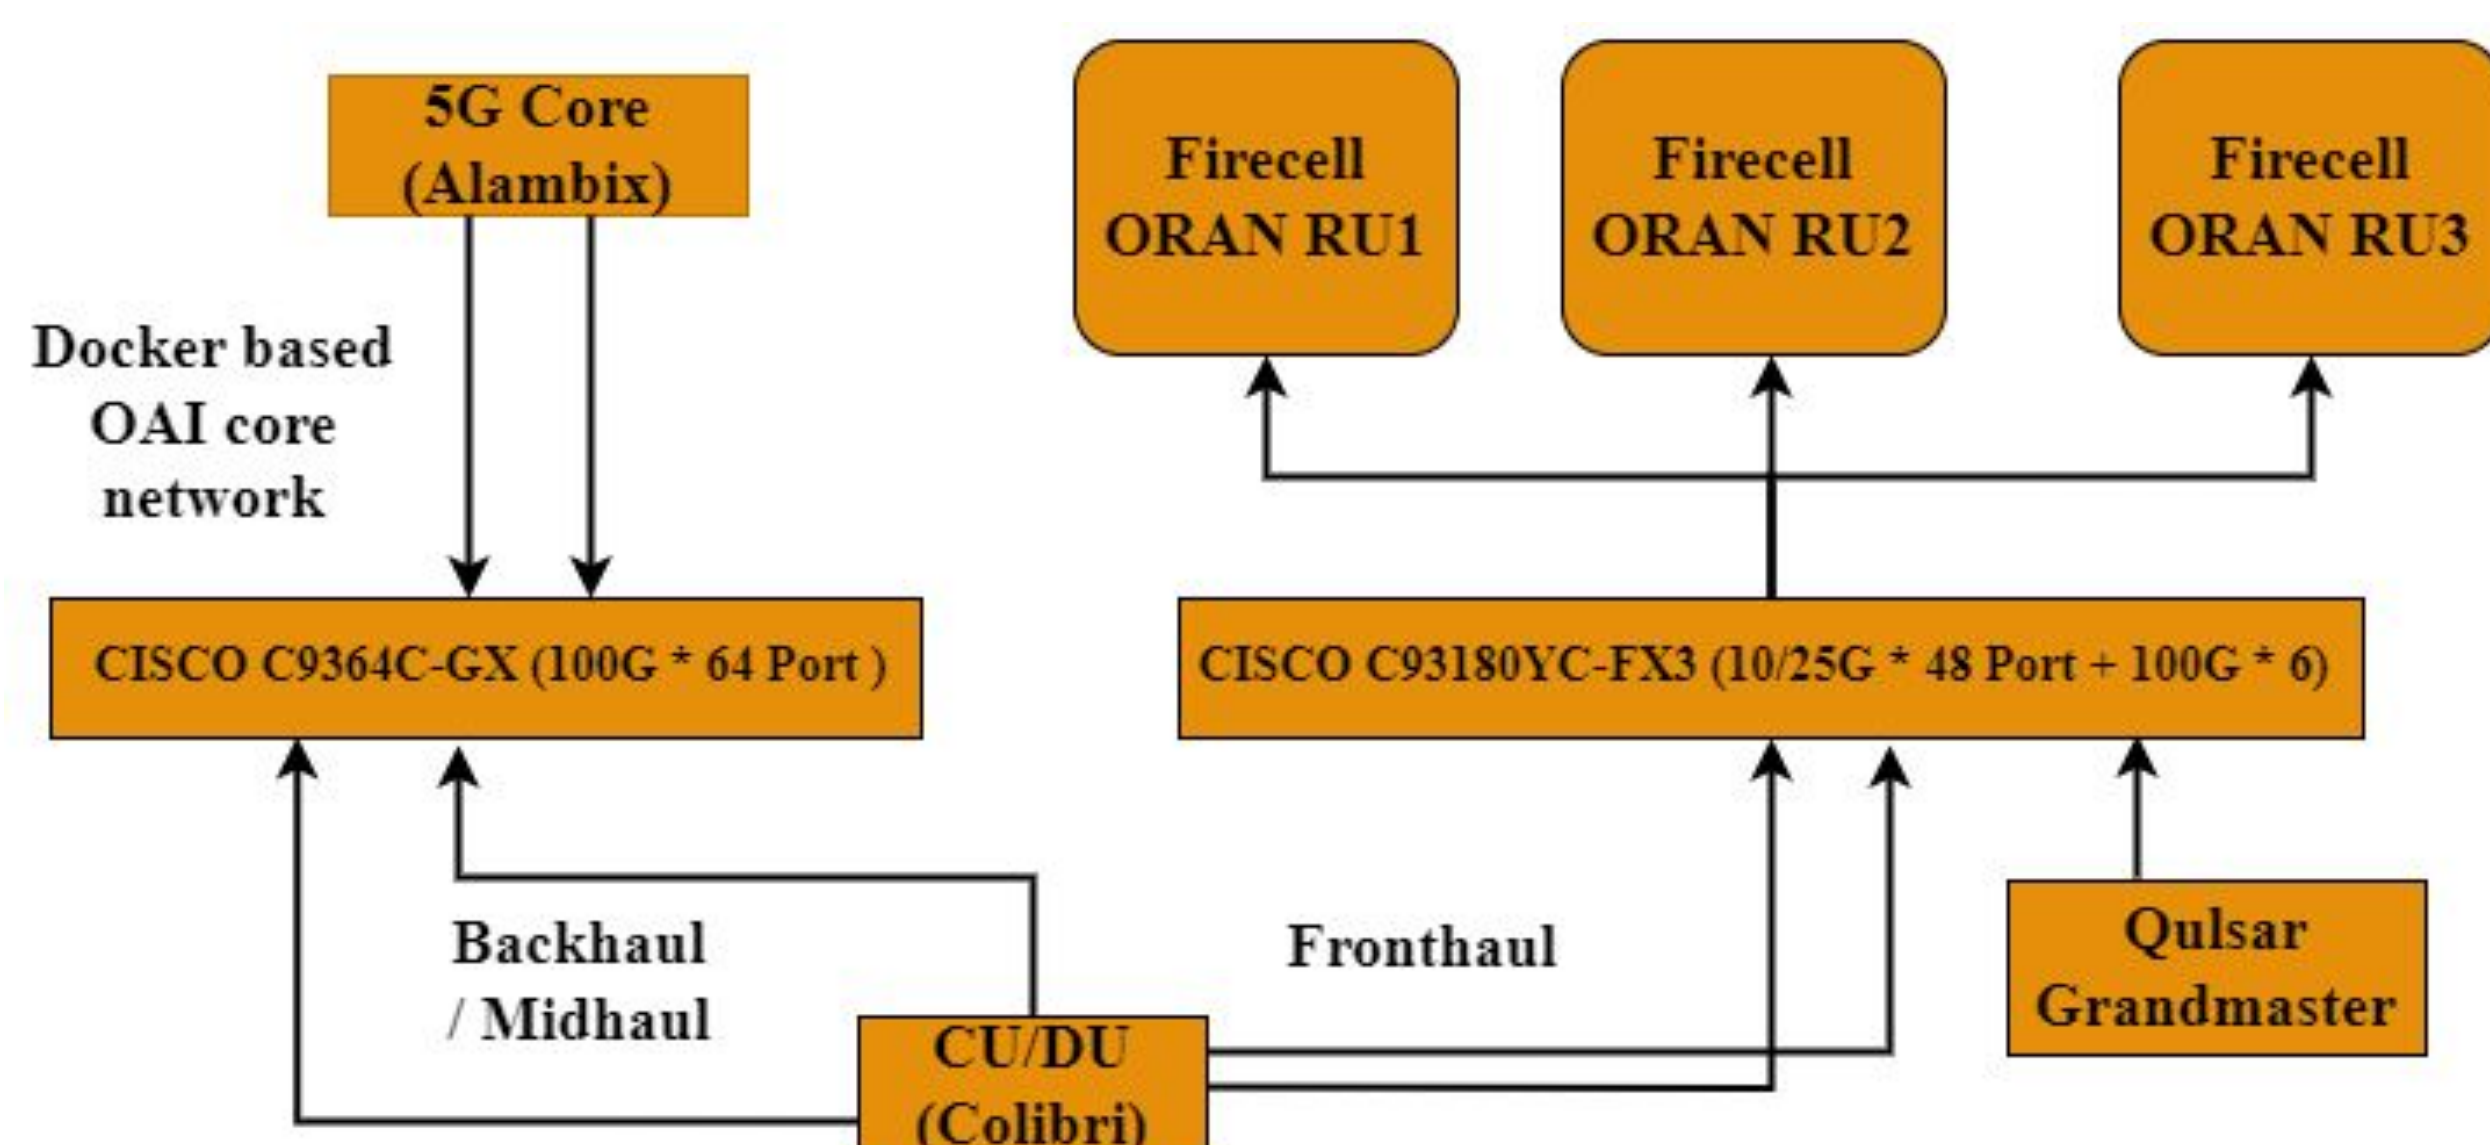 5G Core
(Alambix)
Firecell
ORAN RU1
Firecell
ORAN RU2
Firecell
ORAN RU3
Docker based
OAI core
network
CISCO C9364C-GX (100G * 64 Port )
CISCO C93180YC-FX3 (10/25G * 48 Port + 100G * 6)
Backhaul
/ Midhaul
Fronthaul
Qulsar
Grandmaster
CU/DU
(Colibri)